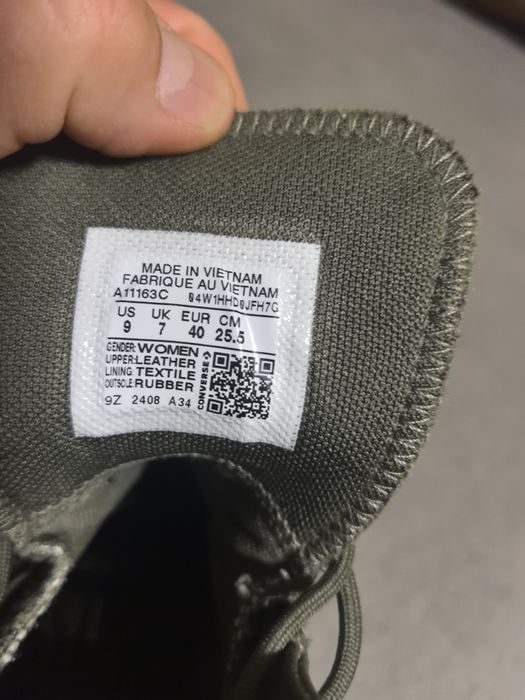 MADE IN VIETNAM
FABRIQUE AU VIETNAM
A11163C 04W1HHD0JFH7G
US UK EUR CM
9 7 40 25.5
GENDER: WOMEN
UPPER: LEATHER
LINING: TEXTILE
OUTSOLE: RUBBER
CONVERSE
9Z 2408 A34